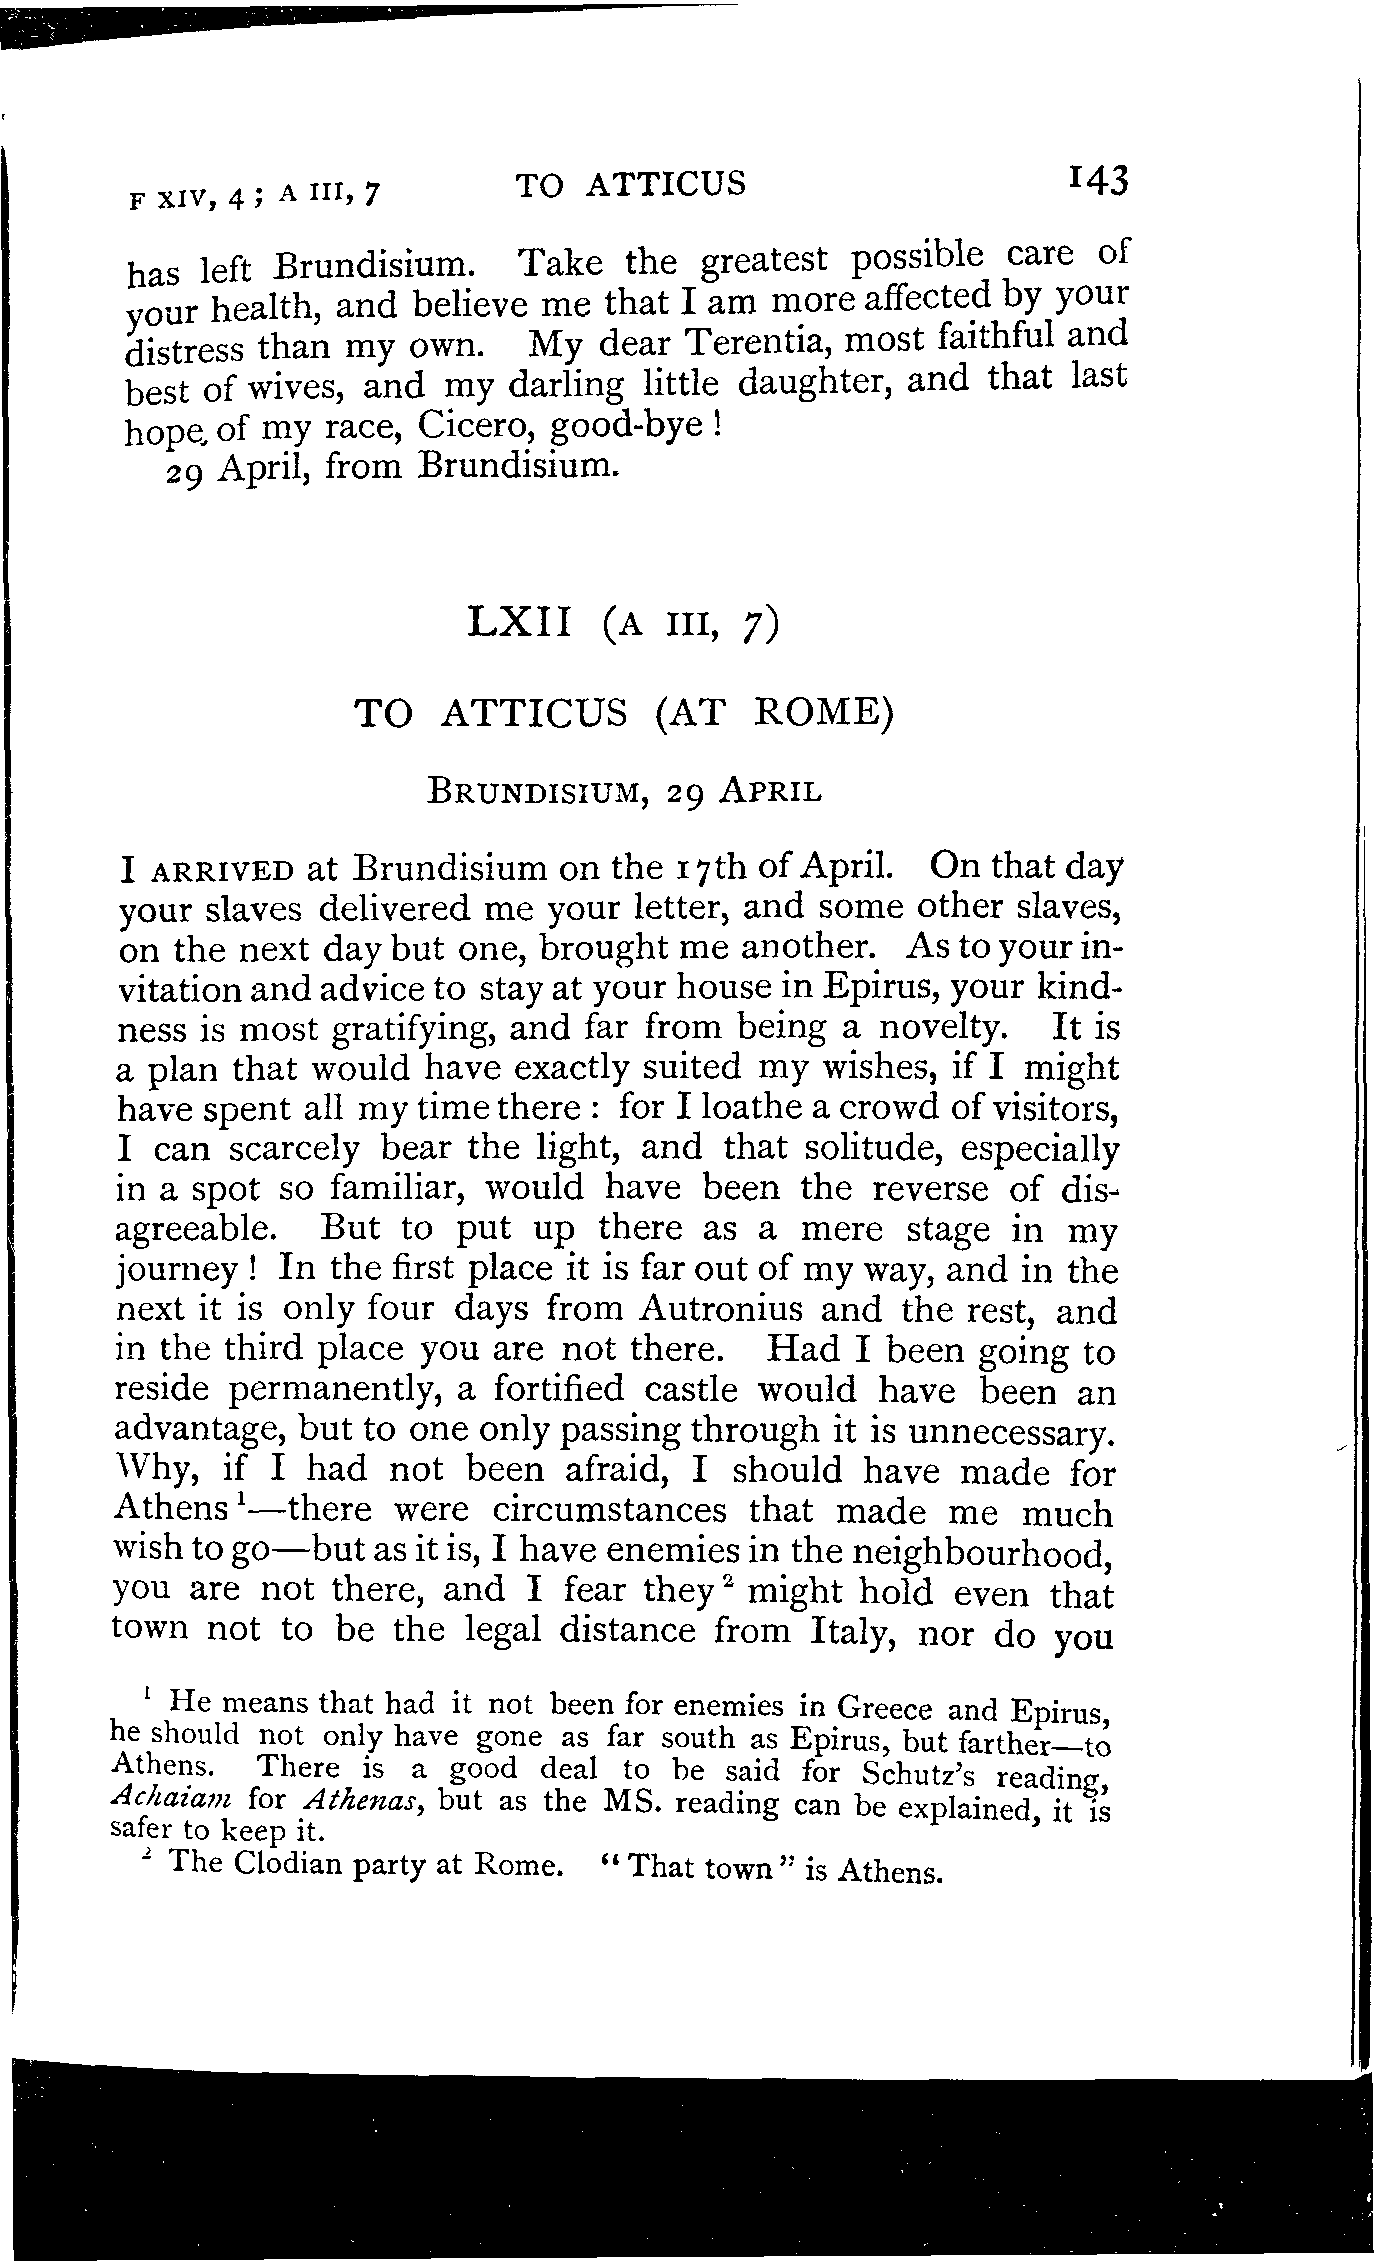 F XIV, 4; A III, 7 TO ATTICUS 143
has left Brundisium. Take the greatest possible care of
your health, and believe me that I am more affected by your
distress than my own. My dear Terentia, most faithful and
best of wives, and my darling little daughter, and that last
hope of my race, Cicero, good-bye!
29 April, from Brundisium.
LXII (A III, 7)
TO ATTICUS (AT ROME)
BRUNDISIUM, 29 APRIL
I ARRIVED at Brundisium on the 17th of April. On that day
your slaves delivered me your letter, and some other slaves,
on the next day but one, brought me another. As to your in-
vitation and advice to stay at your house in Epirus, your kind-
ness is most gratifying, and far from being a novelty. It is
a plan that would have exactly suited my wishes, if I might
have spent all my time there: for I loathe a crowd of visitors,
I can scarcely bear the light, and that solitude, especially
in a spot so familiar, would have been the reverse of dis-
agreeable. But to put up there as a mere stage in my
journey! In the first place it is far out of my way, and in the
next it is only four days from Autronius and the rest, and
in the third place you are not there. Had I been going to
reside permanently, a fortified castle would have been an
advantage, but to one only passing through it is unnecessary.
Why, if I had not been afraid, I should have made for
Athens¹—there were circumstances that made me much
wish to go—but as it is, I have enemies in the neighbourhood,
you are not there, and I fear they² might hold even that
town not to be the legal distance from Italy, nor do you
¹ He means that had it not been for enemies in Greece and Epirus,
he should not only have gone as far south as Epirus, but farther—to
Athens. There is a good deal to be said for Schutz's reading,
Achaiam for Athenas, but as the MS. reading can be explained, it is
safer to keep it.
² The Clodian party at Rome. "That town" is Athens.